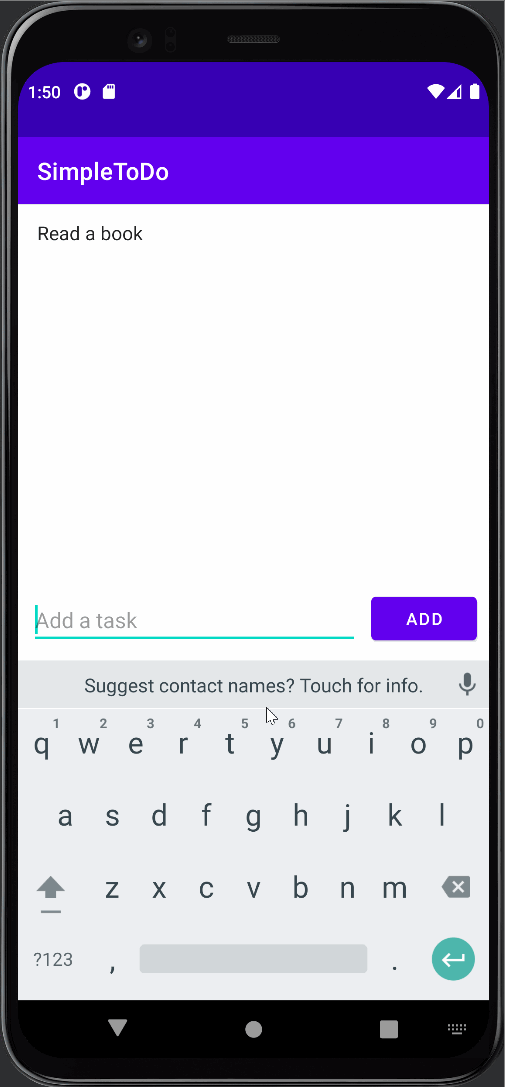 1:50
SimpleToDo
Read a book
Add a task
ADD
Suggest contact names? Touch for info.
1 2 3 4 5 6 7 8 9 0
q w e r t y u i o p
a s d f g h j k l
z x c v b n m
?123 , .